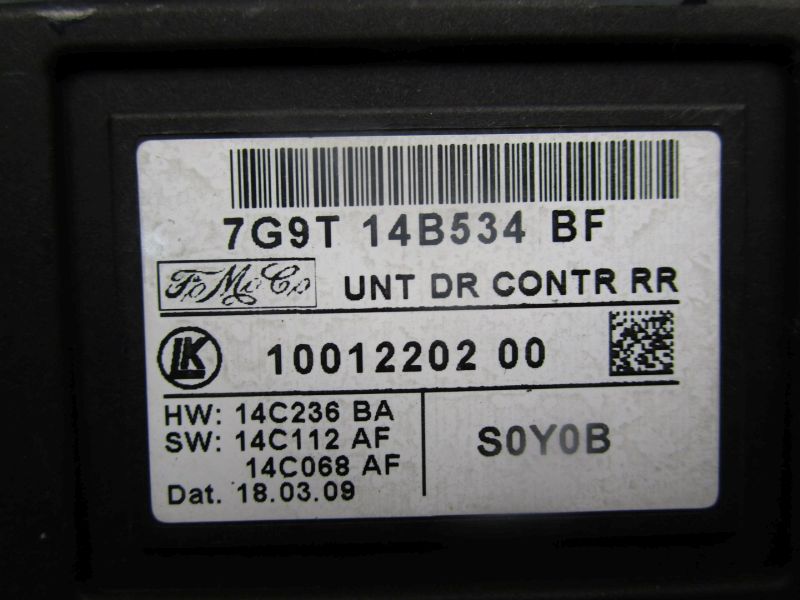 7G9T 14B534 BF
FoMoCo UNT DR CONTR RR
LK 10012202 00
HW: 14C236 BA
SW: 14C112 AF
14C068 AF
Dat. 18.03.09
S0Y0B